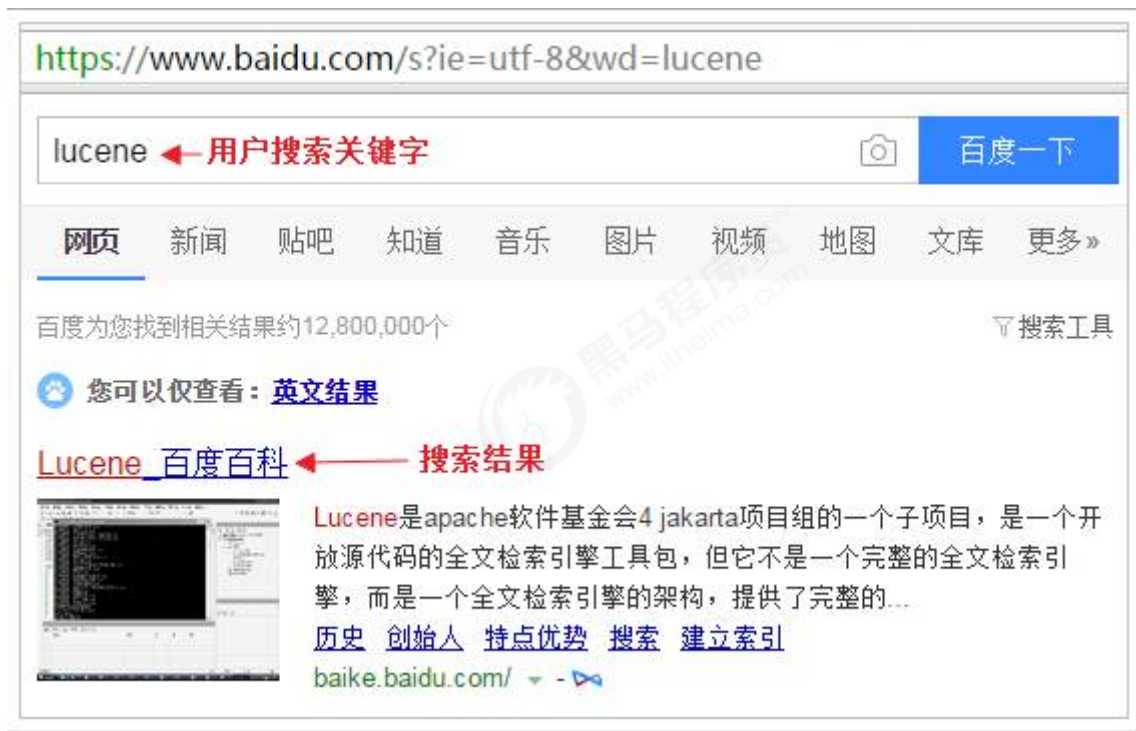 https://www.baidu.com/s?ie=utf-8&wd=lucene
lucene 用户搜索关键字 百度一下
网页 新闻 贴吧 知道 音乐 图片 视频 地图 文库 更多»
百度为您找到相关结果约12,800,000个 搜索工具
您可以仅查看：英文结果
Lucene_百度百科 搜索结果
Lucene是apache软件基金会4 jakarta项目组的一个子项目，是一个开
放源代码的全文检索引擎工具包，但它不是一个完整的全文检索引
擎，而是一个全文检索引擎的架构，提供了完整的...
历史 创始人 特点优势 搜索 建立索引
baike.baidu.com/ -
黑马程序员
www.itheima.com